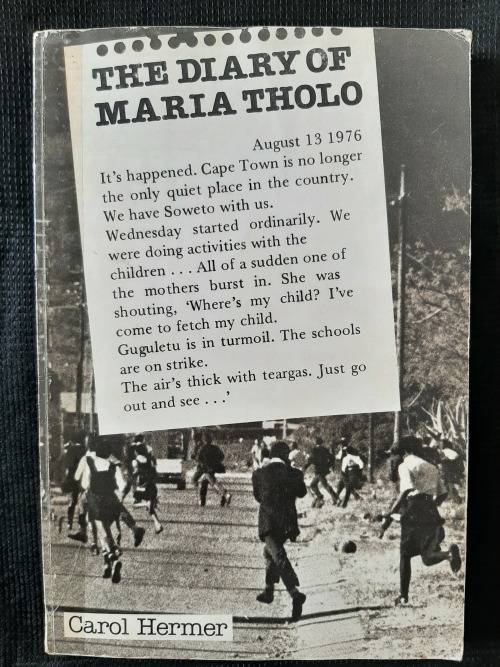 THE DIARY OF
MARIA THOLO
August 13 1976
It's happened. Cape Town is no longer
the only quiet place in the country.
We have Soweto with us.
Wednesday started ordinarily. We
were doing activities with the
children . . . All of a sudden one of
the mothers burst in. She was
shouting, 'Where's my child? I've
come to fetch my child.
Guguletu is in turmoil. The schools
are on strike.
The air's thick with teargas. Just go
out and see . . .'
Carol Hermer